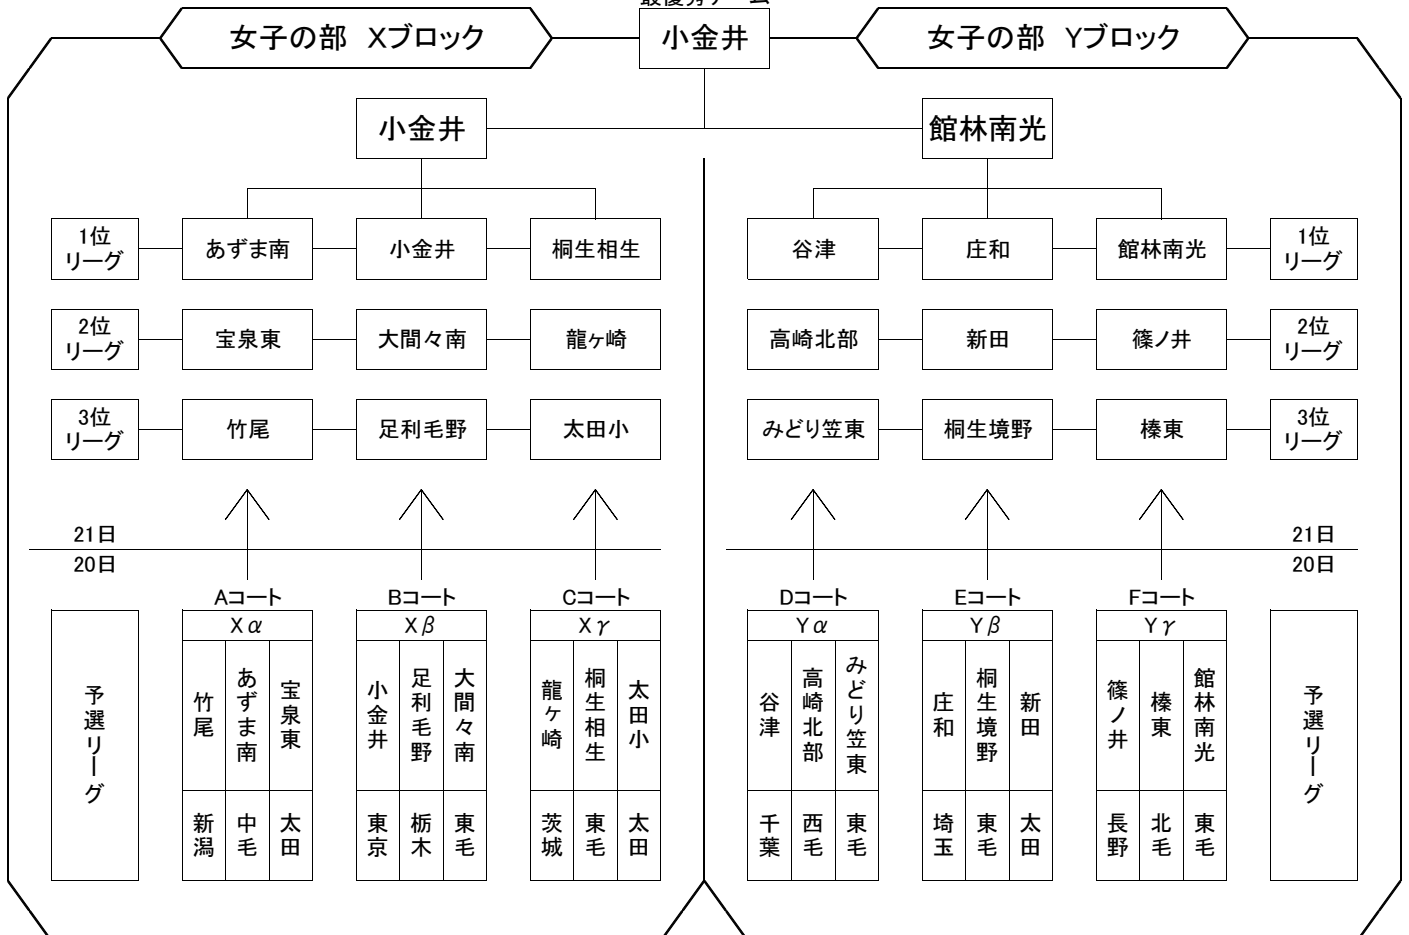 最優秀チーム
女子の部 Xブロック
小金井
女子の部 Yブロック
小金井
館林南光
1位
リーグ
あずま南
小金井
桐生相生
谷津
庄和
館林南光
1位
リーグ
2位
リーグ
宝泉東
大間々南
龍ヶ崎
高崎北部
新田
篠ノ井
2位
リーグ
3位
リーグ
竹尾
足利毛野
太田小
みどり笠東
桐生境野
榛東
3位
リーグ
21日
20日
21日
20日
Aコート
Bコート
Cコート
Dコート
Eコート
Fコート
Xα
Xβ
Xγ
Yα
Yβ
Yγ
予選リーグ
竹尾
あずま南
宝泉東
小金井
足利毛野
大間々南
龍ヶ崎
桐生相生
太田小
谷津
高崎北部
みどり笠東
庄和
桐生境野
新田
篠ノ井
榛東
館林南光
予選リーグ
新潟
中毛
太田
東京
栃木
東毛
茨城
東毛
太田
千葉
西毛
東毛
埼玉
東毛
太田
長野
北毛
東毛